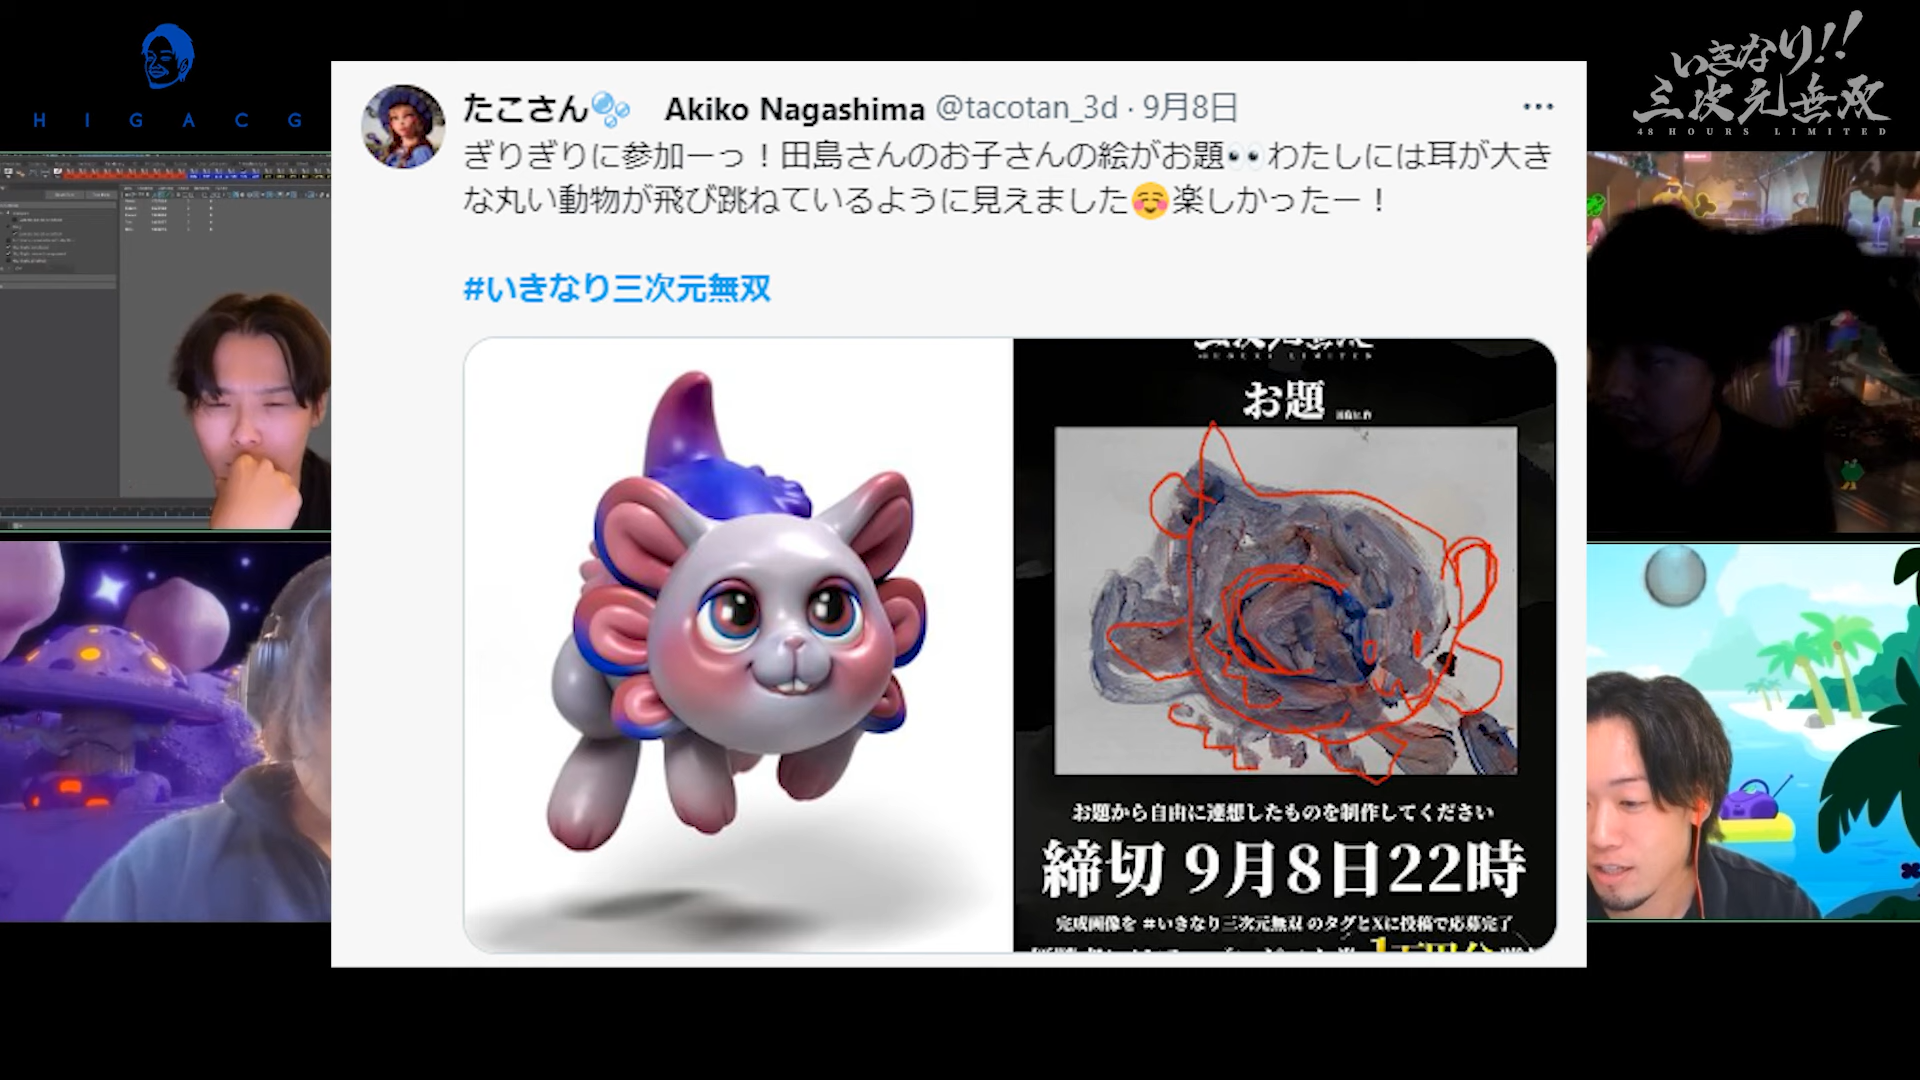 HIGACG
いきなり!!
三次元無双
48 HOURS LIMITED
たこさん🫧 Akiko Nagashima @tacotan_3d · 9月8日
ぎりぎりに参加ーっ！田島さんのお子さんの絵がお題👀わたしには耳が大き
な丸い動物が飛び跳ねているように見えました☺️楽しかったー！
#いきなり三次元無双
お題
お題から自由に連想したものを制作してください
締切 9月8日22時
完成画像を #いきなり三次元無双 のタグとXに投稿で応募完了